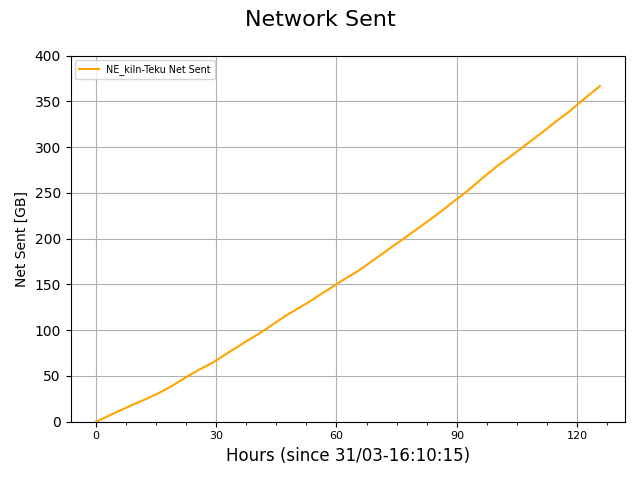 Network Sent
NE_kiln-Teku Net Sent
Net Sent [GB]
400
350
300
250
200
150
100
50
0
0 30 60 90 120
Hours (since 31/03-16:10:15)